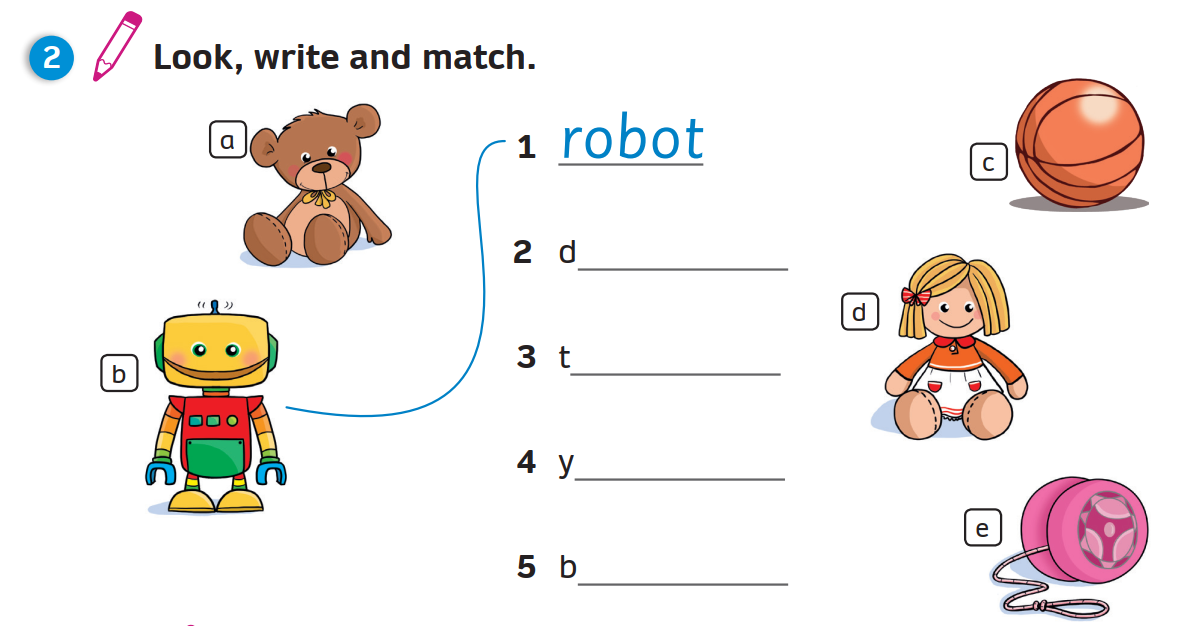 2 Look, write and match.
a
1 robot
c
2 d
d
3 t
b
4 y
e
5 b